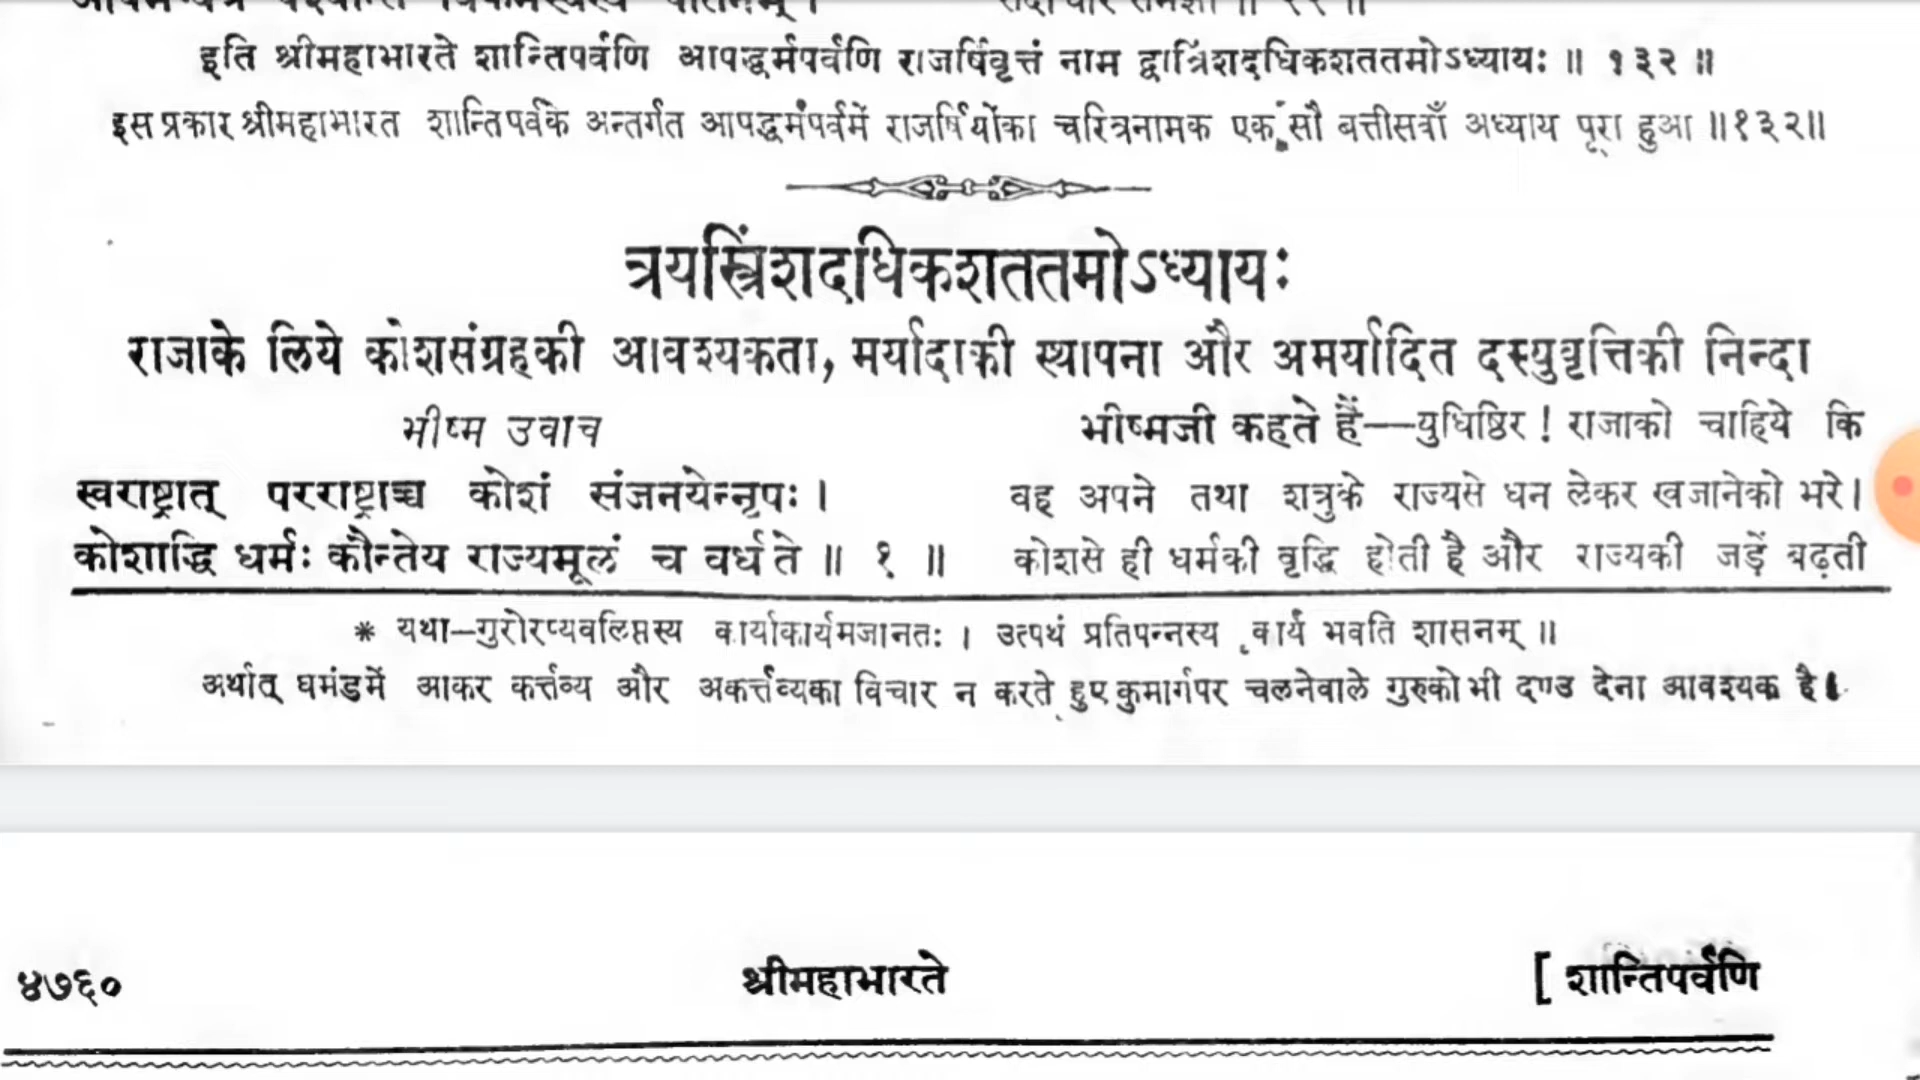 इति श्रीमहाभारते शान्तिपर्वणि आपद्धर्मपर्वणि राजर्षिवृत्तं नाम द्वात्रिंशदधिकशततमोऽध्यायः ॥ १३२ ॥
इस प्रकार श्रीमहाभारत शान्तिपर्वके अन्तर्गत आपद्धर्मपर्वमें राजर्षियोंका चरित्रनामक एक सौ बत्तीसवाँ अध्याय पूरा हुआ ॥१३२॥
त्रयस्त्रिंशदधिकशततमोऽध्यायः
राजाके लिये कोशसंग्रहकी आवश्यकता, मर्यादाकी स्थापना और अमर्यादित दस्युवृत्तिकी निन्दा
भीष्म उवाच
स्वराष्ट्रात् परराष्ट्राच्च कोशं संजनयेन्नृपः ।
कोशाद्धि धर्मः कौन्तेय राज्यमूलं च वर्धते ॥ १ ॥
भीष्मजी कहते हैं—युधिष्ठिर ! राजाको चाहिये कि
वह अपने तथा शत्रुके राज्यसे धन लेकर खजानेको भरे।
कोशसे ही धर्मकी वृद्धि होती है और राज्यकी जड़ें बढ़ती
* यथा—गुरोरप्यवलिप्तस्य कार्याकार्यमजानतः । उत्पथं प्रतिपन्नस्य कार्यं भवति शासनम् ॥
अर्थात् घमंडमें आकर कर्त्तव्य और अकर्त्तव्यका विचार न करते हुए कुमार्गपर चलनेवाले गुरुको भी दण्ड देना आवश्यक है।
४७६० श्रीमहाभारते [ शान्तिपर्वणि